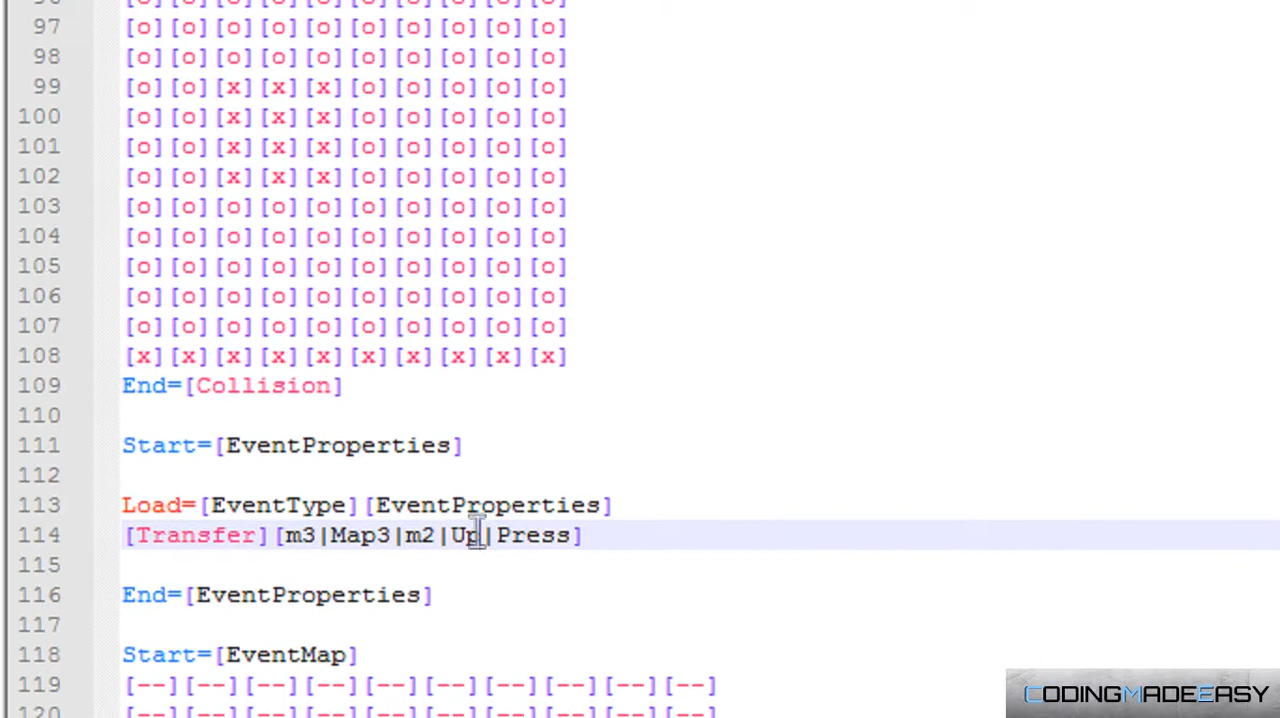 [o][o][o][o][o][o][o][o][o][o]
97 [o][o][o][o][o][o][o][o][o][o]
98 [o][o][o][o][o][o][o][o][o][o]
99 [o][o][x][x][x][o][o][o][o][o]
100 [o][o][x][x][x][o][o][o][o][o]
101 [o][o][x][x][x][o][o][o][o][o]
102 [o][o][x][x][x][o][o][o][o][o]
103 [o][o][o][o][o][o][o][o][o][o]
104 [o][o][o][o][o][o][o][o][o][o]
105 [o][o][o][o][o][o][o][o][o][o]
106 [o][o][o][o][o][o][o][o][o][o]
107 [o][o][o][o][o][o][o][o][o][o]
108 [x][x][x][x][x][x][x][x][x][x]
109 End=[Collision]
110
111 Start=[EventProperties]
112
113 Load=[EventType][EventProperties]
114 [Transfer][m3|Map3|m2|Up|Press]
115
116 End=[EventProperties]
117
118 Start=[EventMap]
119 [--][--][--][--][--][--][--][--][--][--]
120 [--][--][--][--][--][--][--][--][--][--]
CODINGMADEEASY